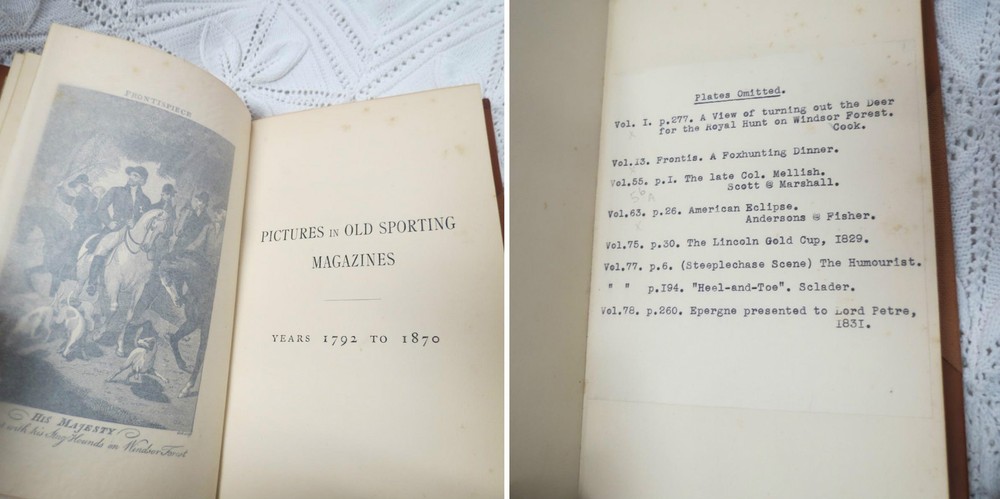 FRONTISPIECE
HIS MAJESTY
with his Stag Hounds on Windsor Forest
PICTURES IN OLD SPORTING
MAGAZINES
YEARS 1792 TO 1870
Plates Omitted.
Vol. I. p.277. A View of turning out the Deer
for the Royal Hunt on Windsor Forest.
Cook.
Vol.13. Frontis. A Foxhunting Dinner.
Vol.55. p.I. The late Col. Mellish.
Scott @ Marshall.
56A
Vol.63. p.26. American Eclipse.
Andersons @ Fisher.
Vol.75. p.30. The Lincoln Gold Cup, 1829.
Vol.77. p.6. (Steeplechase Scene) The Humourist.
" " p.194. "Heel-and-Toe". Sclader.
Vol.78. p.260. Epergne presented to Lord Petre,
1831.